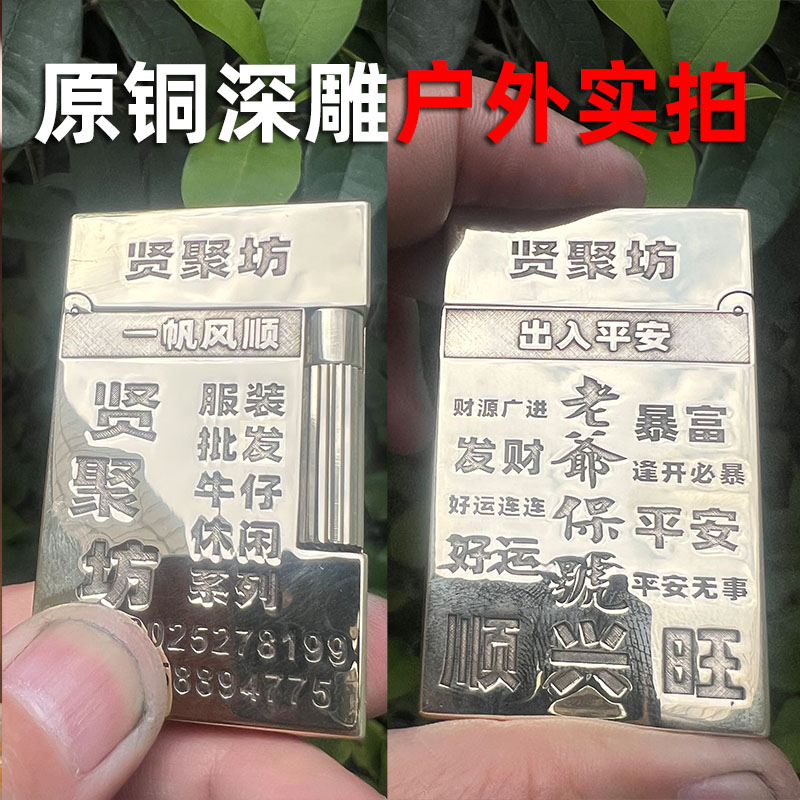 原铜深雕户外实拍
贤聚坊
一帆风顺
贤聚坊
服装
批发
牛仔
休闲
系列
025278199
8894775
贤聚坊
出入平安
财源广进
发财
好运连连
好运
老爷保號
暴富
逢开必暴
平安
平安无事
顺兴旺